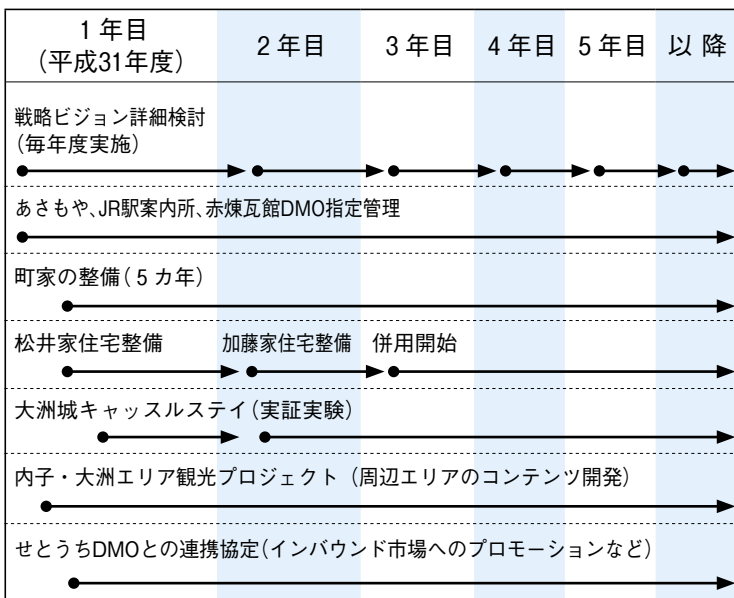 1年目
(平成31年度)
2年目
3年目
4年目
5年目
以降
戦略ビジョン詳細検討
(毎年度実施)
あさもや、JR駅案内所、赤煉瓦館DMO指定管理
町家の整備(5カ年)
松井家住宅整備
加藤家住宅整備
併用開始
大洲城キャッスルステイ(実証実験)
内子・大洲エリア観光プロジェクト(周辺エリアのコンテンツ開発)
せとうちDMOとの連携協定(インバウンド市場へのプロモーションなど)